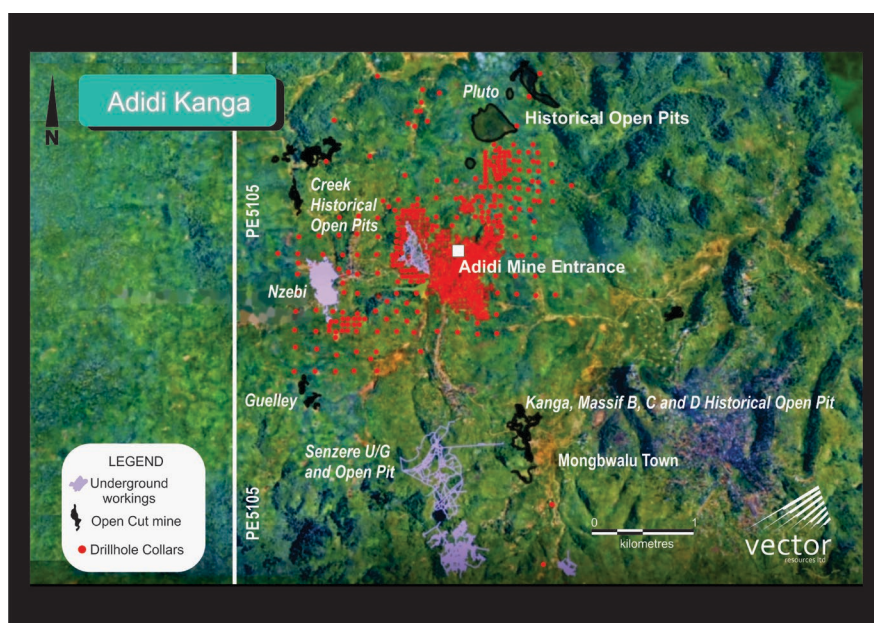 Adidi Kanga
N
PE5105
Pluto
Historical Open Pits
Creek
Historical
Open Pits
Adidi Mine Entrance
Nzebi
Guelley
Kanga, Massif B, C and D Historical Open Pit
Senzere U/G
and Open Pit
Mongbwalu Town
PE5105
LEGEND
Underground
workings
Open Cut mine
Drillhole Collars
0 1
kilometres
vector
resources ltd